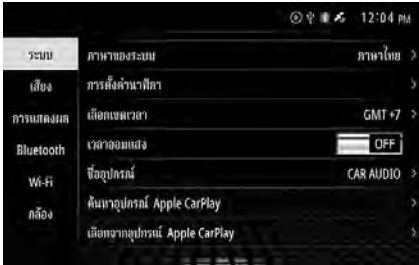 12:04 PM
ระบบ
เสียง
การแสดงผล
Bluetooth
Wi-Fi
กล้อง
ภาษาของระบบ ภาษาไทย
การตั้งค่านาฬิกา
เลือกเขตเวลา GMT +7
เวลาออมแสง OFF
ชื่ออุปกรณ์ CAR AUDIO
ค้นหาอุปกรณ์ Apple CarPlay
เลือกจากอุปกรณ์ Apple CarPlay